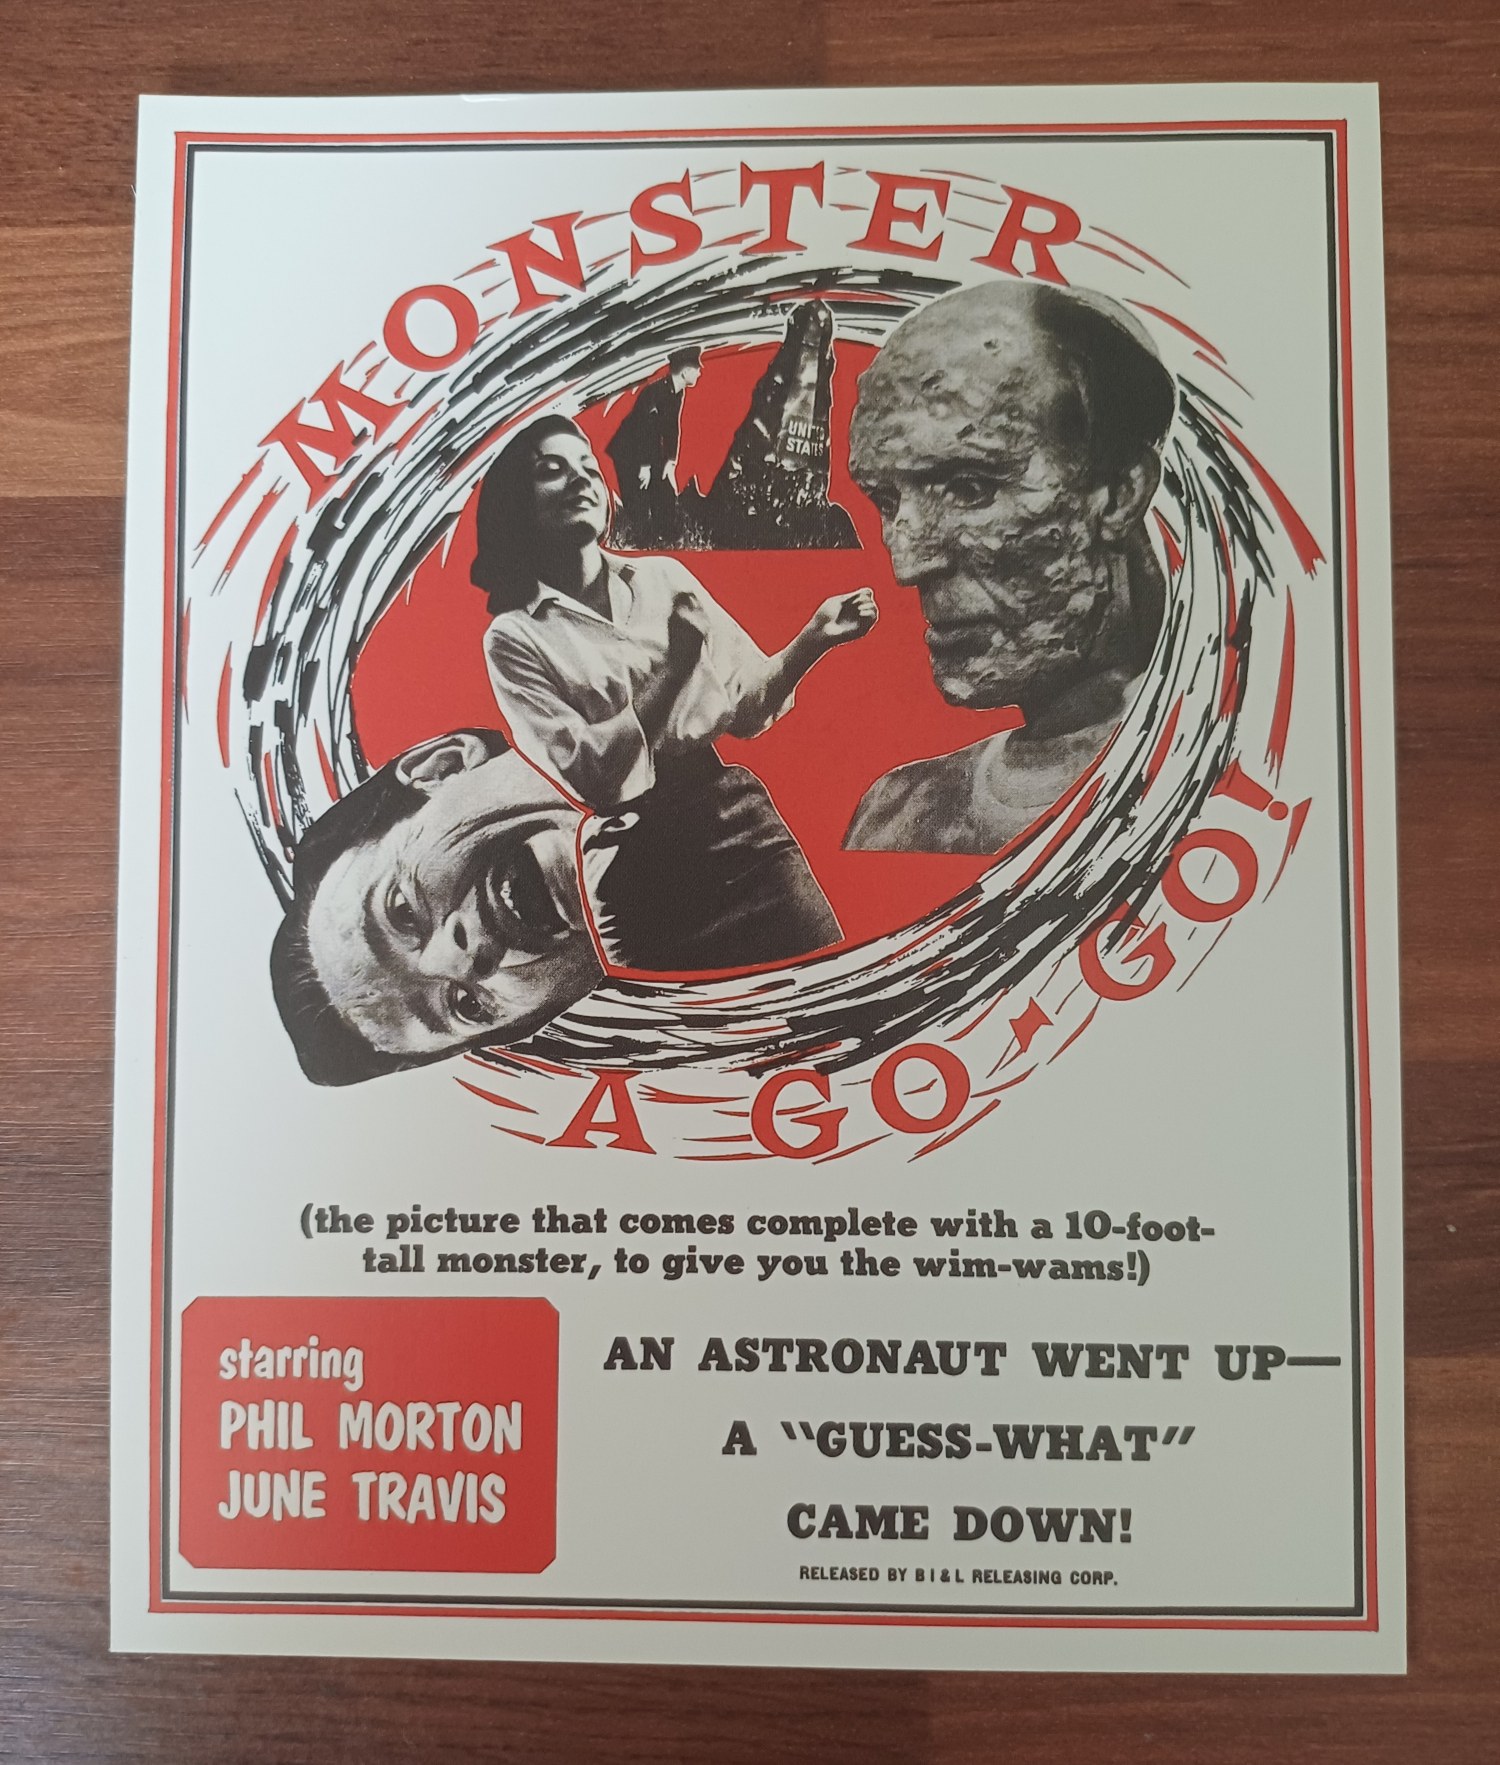 MONSTER
A GO-GO!
UNITED
STATES
(the picture that comes complete with a 10-foot-
tall monster, to give you the wim-wams!)
starring
PHIL MORTON
JUNE TRAVIS
AN ASTRONAUT WENT UP—
A "GUESS-WHAT"
CAME DOWN!
RELEASED BY B I & L RELEASING CORP.